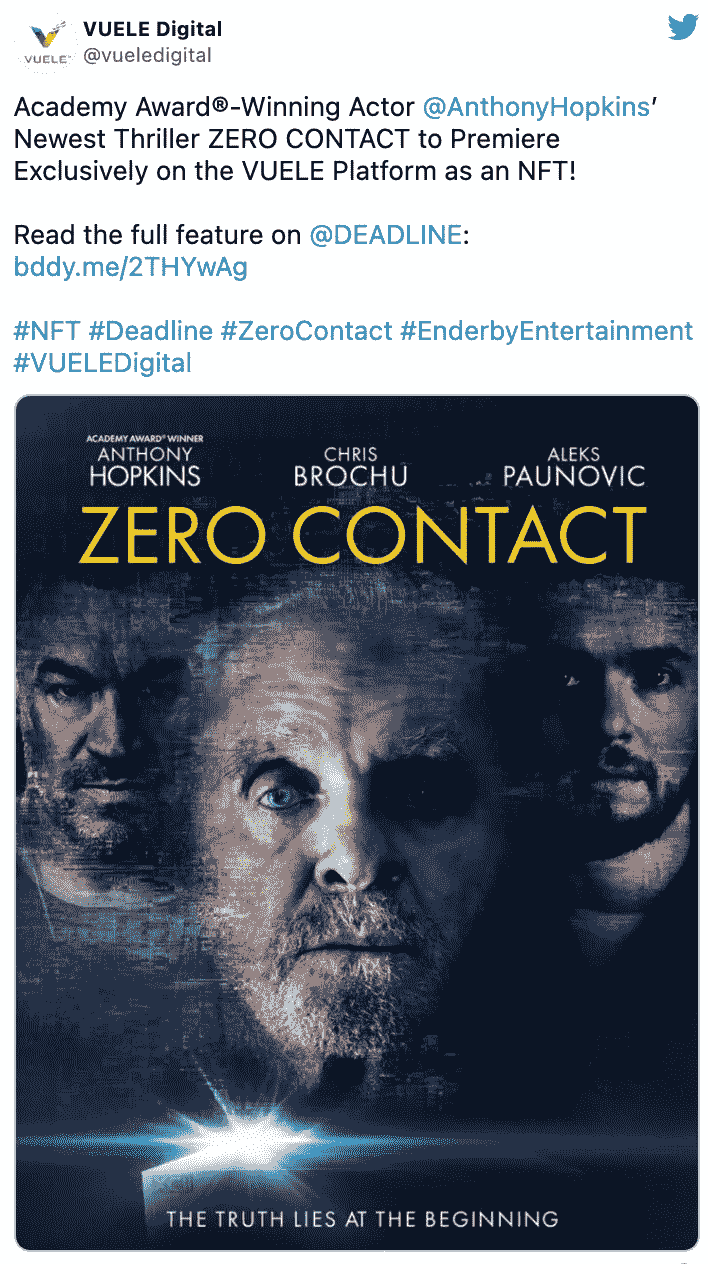 VUELE Digital
@vueledigital
VUELE
Academy Award®-Winning Actor @AnthonyHopkins’
Newest Thriller ZERO CONTACT to Premiere
Exclusively on the VUELE Platform as an NFT!
Read the full feature on @DEADLINE:
bddy.me/2THYwAg
#NFT #Deadline #ZeroContact #EnderbyEntertainment
#VUELEDigital
ACADEMY AWARD® WINNER
ANTHONY
HOPKINS
CHRIS
BROCHU
ALEKS
PAUNOVIC
ZERO CONTACT
THE TRUTH LIES AT THE BEGINNING